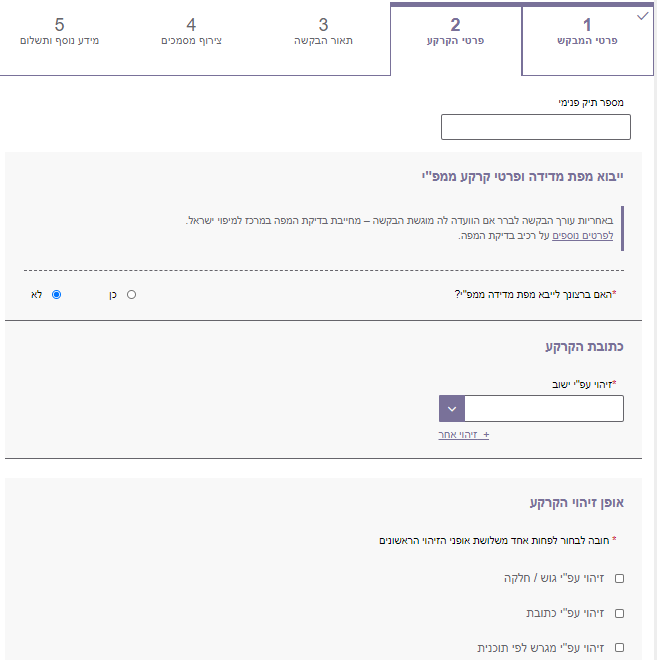 1
פרטי המבקש
2
פרטי הקרקע
3
תאור הבקשה
4
צירוף מסמכים
5
מידע נוסף ותשלום
מספר תיק פנימי
ייבוא מפת מדידה ופרטי קרקע ממפ"י
באחריות עורך הבקשה לברר אם הוועדה לה מוגשת הבקשה – מחייבת בדיקת המפה במרכז למיפוי ישראל.
לפרטים נוספים על רכיב בדיקת המפה.
*האם ברצונך לייבא מפת מדידה ממפ"י?
כן
לא
כתובת הקרקע
*זיהוי עפ"י ישוב
+ זיהוי אחר
אופן זיהוי הקרקע
* חובה לבחור לפחות אחד משלושת אופני הזיהוי הראשונים
זיהוי עפ"י גוש / חלקה
זיהוי עפ"י כתובת
זיהוי עפ"י מגרש לפי תוכנית